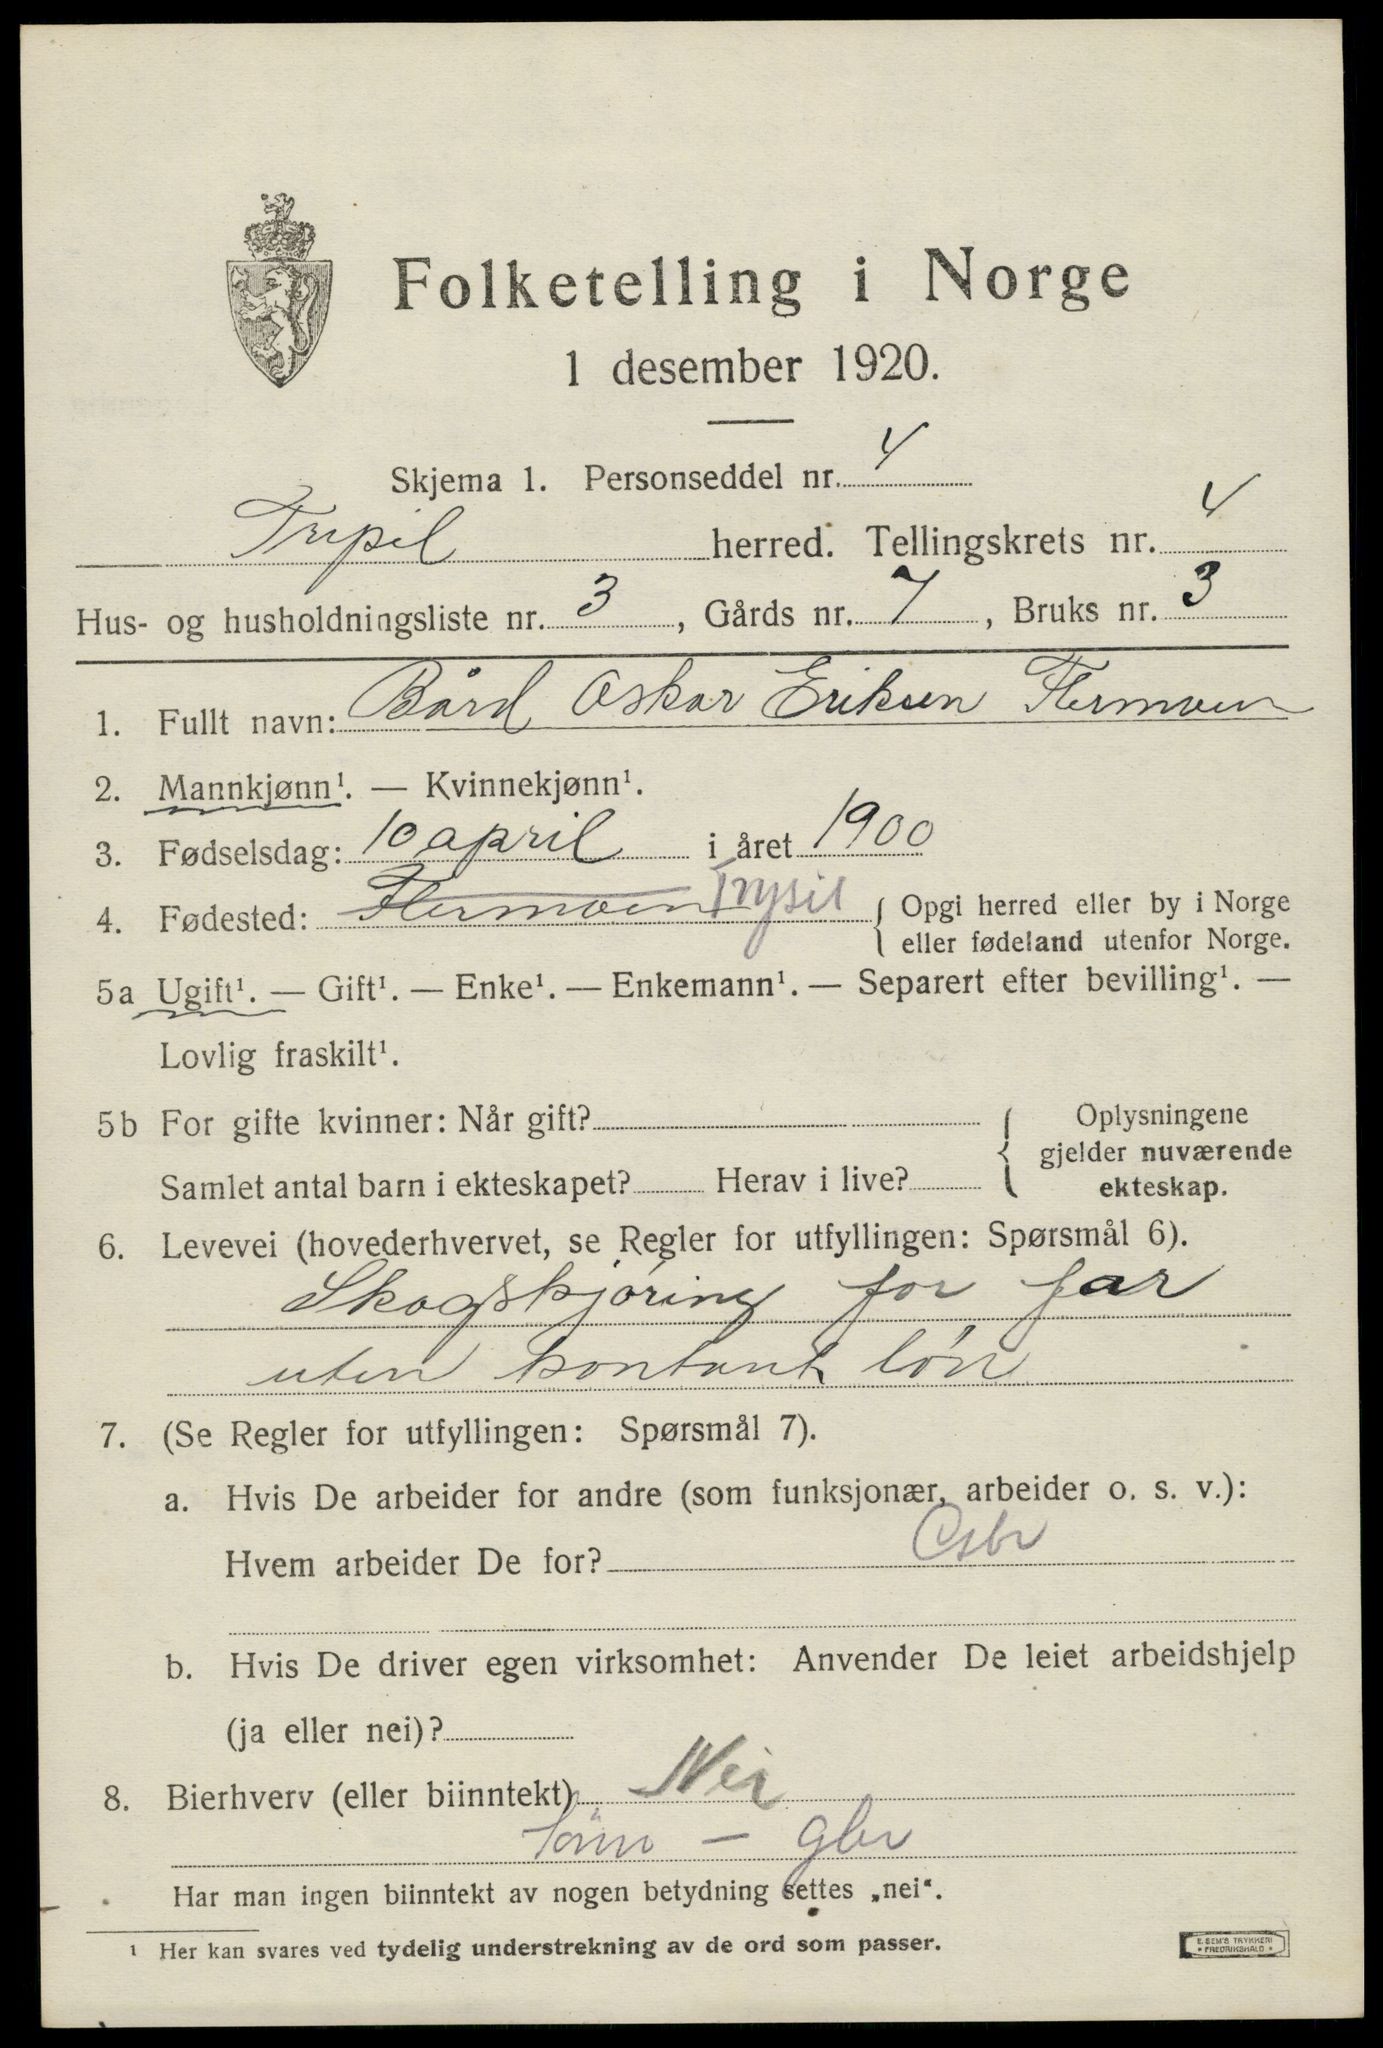 Folketelling i Norge
1 desember 1920.
Skjema 1. Personseddel nr. 4
Trysil herred. Tellingskrets nr. 4
Hus- og husholdningsliste nr. 3, Gårds nr. 7, Bruks nr. 3
1. Fullt navn: Bård Oskar Eriksen Flermoen
2. Mannkjønn¹. — Kvinnekjønn¹.
3. Fødselsdag: 10 april i året 1900
4. Fødested: Flermoen Trysil { Opgi herred eller by i Norge
eller fødeland utenfor Norge.
5a Ugift¹. — Gift¹. — Enke¹. — Enkemann¹. — Separert efter bevilling¹. —
Lovlig fraskilt¹.
5b For gifte kvinner: Når gift? { Oplysningene
gjelder nuværende
Samlet antal barn i ekteskapet? Herav i live? ekteskap.
6. Levevei (hovederhvervet, se Regler for utfyllingen: Spørsmål 6).
Skogskjøring for far
uten kontant løn
7. (Se Regler for utfyllingen: Spørsmål 7).
a. Hvis De arbeider for andre (som funksjonær, arbeider o. s. v.):
Hvem arbeider De for?
b. Hvis De driver egen virksomhet: Anvender De leiet arbeidshjelp
(ja eller nei)?
8. Bierhverv (eller biinntekt) Nei
— gbr
Har man ingen biinntekt av nogen betydning settes „nei“.
¹ Her kan svares ved tydelig understrekning av de ord som passer.
E. SEM'S TRYKKERI
* FREDRIKSHALD *